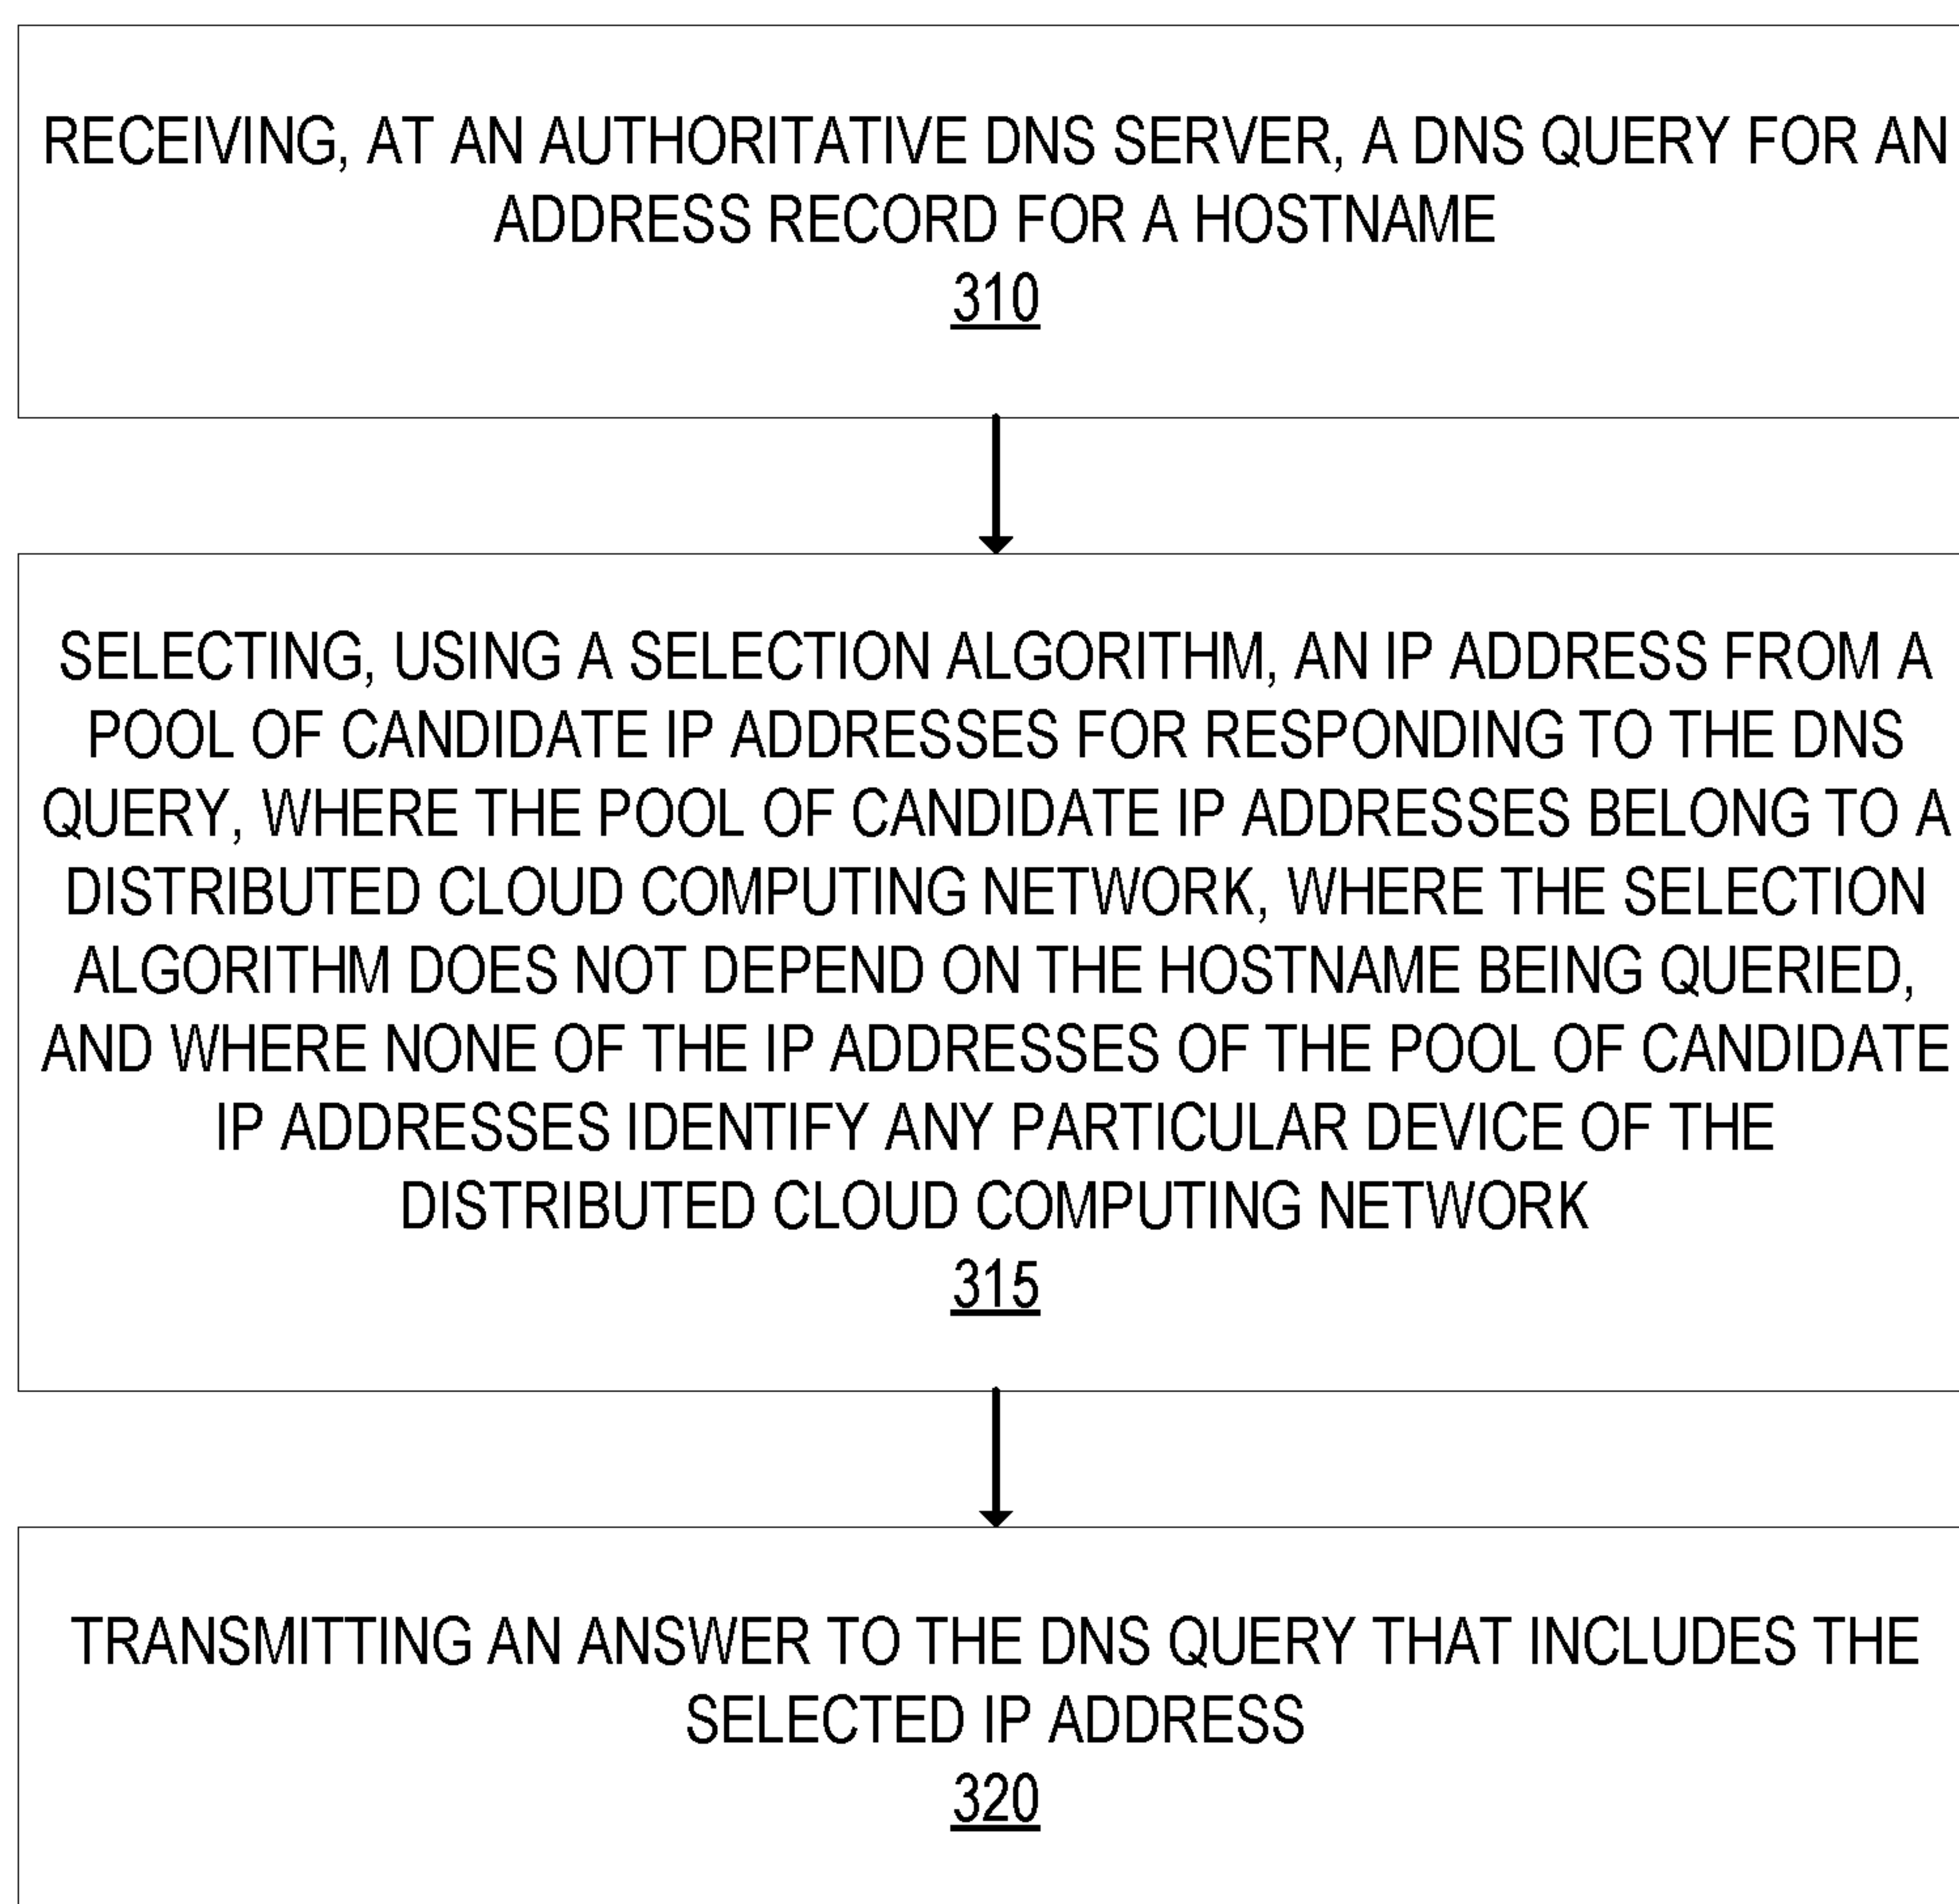 RECEIVING, AT AN AUTHORITATIVE DNS SERVER, A DNS QUERY FOR AN
ADDRESS RECORD FOR A HOSTNAME
310
SELECTING, USING A SELECTION ALGORITHM, AN IP ADDRESS FROM A
POOL OF CANDIDATE IP ADDRESSES FOR RESPONDING TO THE DNS
QUERY, WHERE THE POOL OF CANDIDATE IP ADDRESSES BELONG TO A
DISTRIBUTED CLOUD COMPUTING NETWORK, WHERE THE SELECTION
ALGORITHM DOES NOT DEPEND ON THE HOSTNAME BEING QUERIED,
AND WHERE NONE OF THE IP ADDRESSES OF THE POOL OF CANDIDATE
IP ADDRESSES IDENTIFY ANY PARTICULAR DEVICE OF THE
DISTRIBUTED CLOUD COMPUTING NETWORK
315
TRANSMITTING AN ANSWER TO THE DNS QUERY THAT INCLUDES THE
SELECTED IP ADDRESS
320